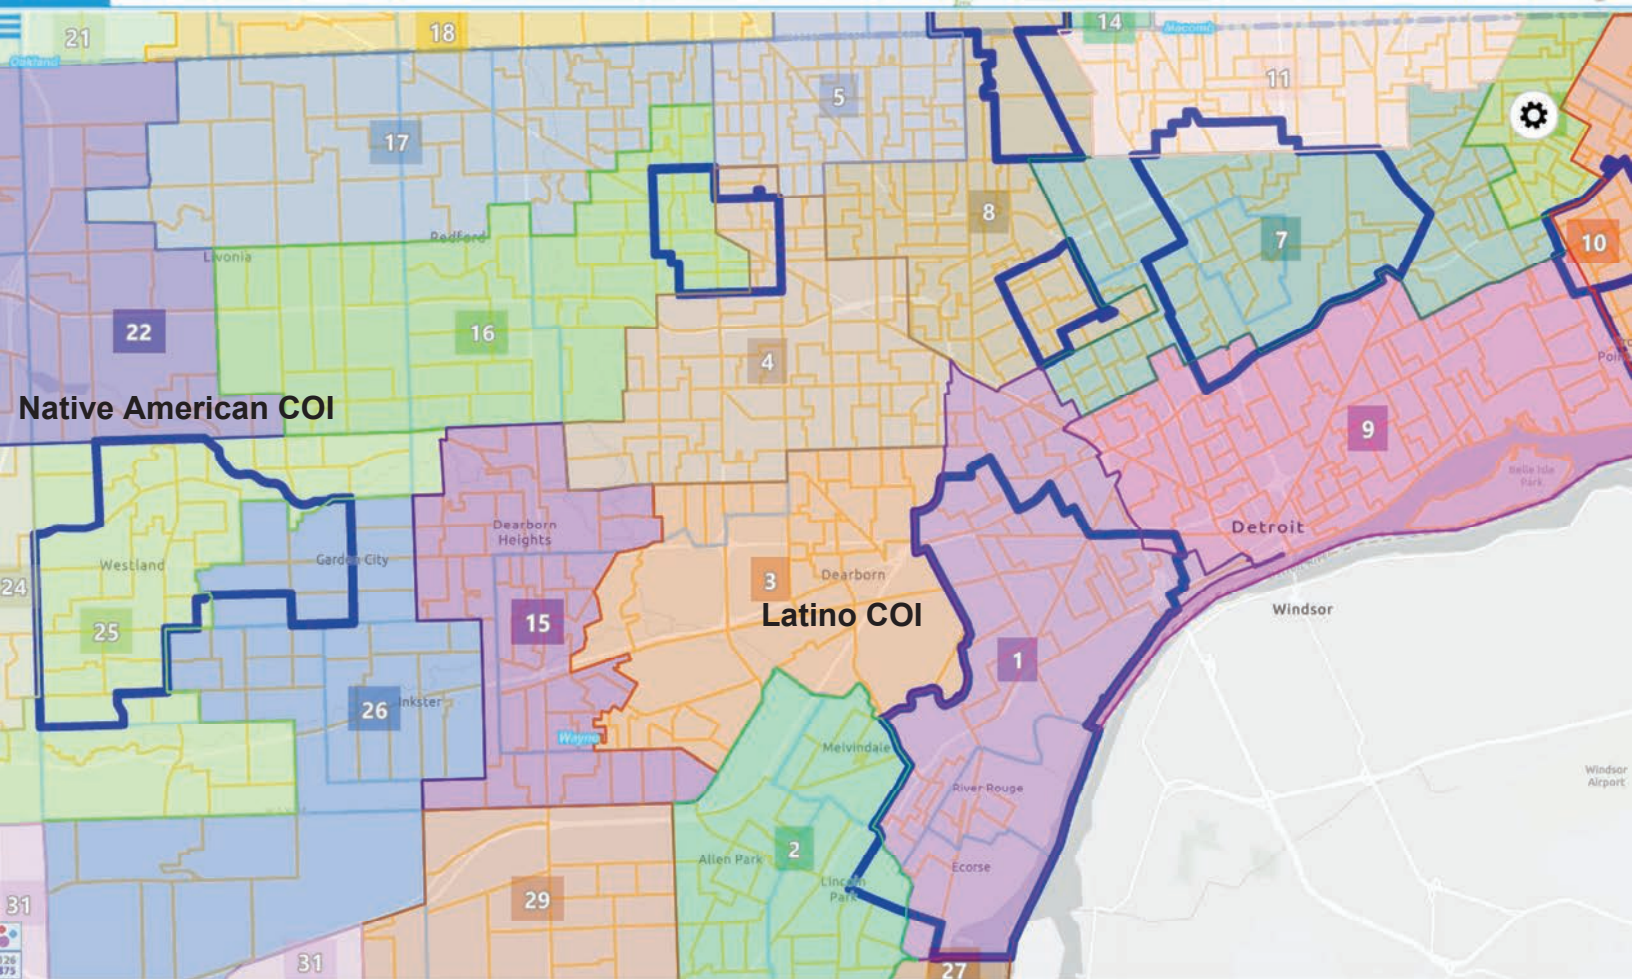 21
18
14
Macomb
Oakland
5
11
17
8
7
10
Redford
Livonia
22
16
4
Native American COI
9
Belle Isle
Park
Dearborn
Heights
Detroit
Westland
Garden City
24
3
Dearborn
Latino COI
Windsor
25
15
1
26
Inkster
Wayne
Melvindale
Windsor
Airport
River Rouge
2
Allen Park
Ecorse
Lincoln
Park
29
31
31
27